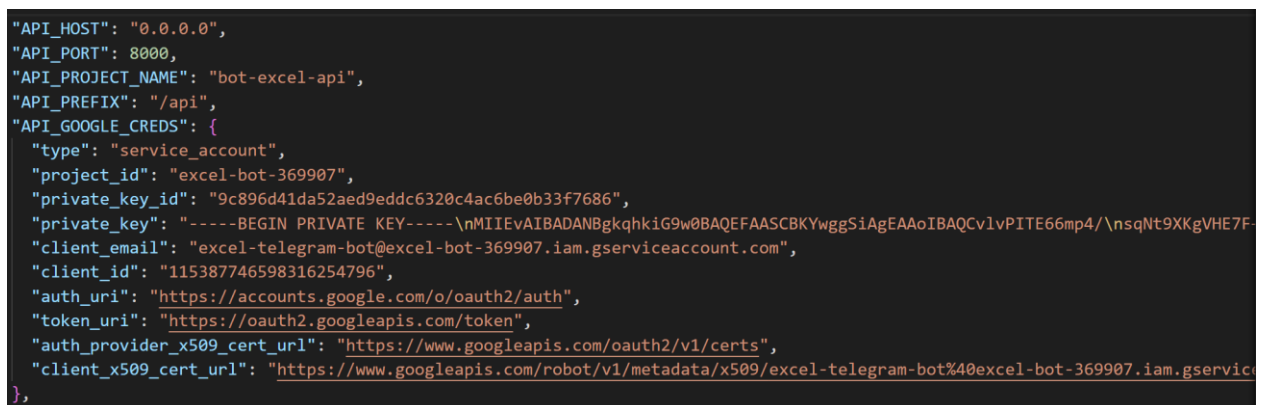 "API_HOST": "0.0.0.0",
"API_PORT": 8000,
"API_PROJECT_NAME": "bot-excel-api",
"API_PREFIX": "/api",
"API_GOOGLE_CREDS": {
"type": "service_account",
"project_id": "excel-bot-369907",
"private_key_id": "9c896d41da52aed9eddc6320c4ac6be0b33f7686",
"private_key": "-----BEGIN PRIVATE KEY-----\nMIIEvAIBADANBgkqhkiG9w0BAQEFAASCBKYwggSiAgEAAoIBAQCvlvPITE66mp4/\nsqNt9XKgVHE7F
"client_email": "excel-telegram-bot@excel-bot-369907.iam.gserviceaccount.com",
"client_id": "115387746598316254796",
"auth_uri": "https://accounts.google.com/o/oauth2/auth",
"token_uri": "https://oauth2.googleapis.com/token",
"auth_provider_x509_cert_url": "https://www.googleapis.com/oauth2/v1/certs",
"client_x509_cert_url": "https://www.googleapis.com/robot/v1/metadata/x509/excel-telegram-bot%40excel-bot-369907.iam.gservice
},